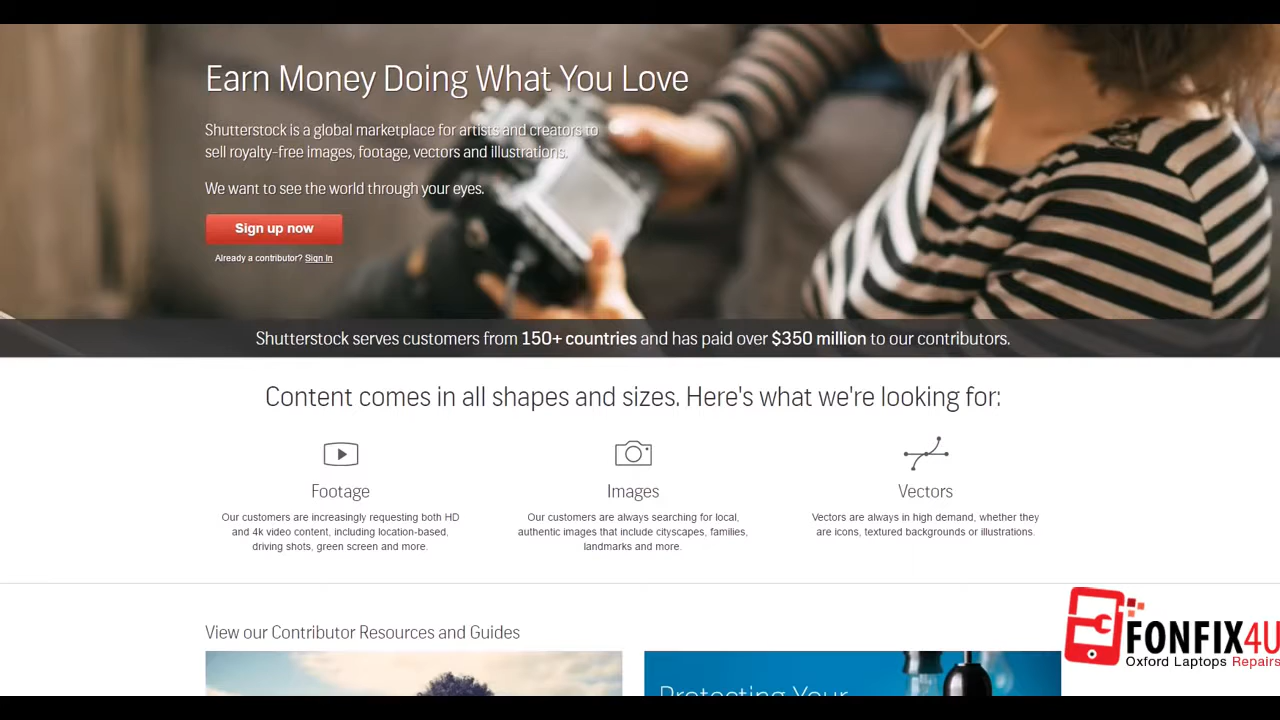 Earn Money Doing What You Love
Shutterstock is a global marketplace for artists and creators to
sell royalty-free images, footage, vectors and illustrations.
We want to see the world through your eyes.
Sign up now
Already a contributor? Sign In
Shutterstock serves customers from 150+ countries and has paid over $350 million to our contributors.
Content comes in all shapes and sizes. Here's what we're looking for:
Footage
Our customers are increasingly requesting both HD
and 4k video content, including location-based,
driving shots, green screen and more.
Images
Our customers are always searching for local,
authentic images that include cityscapes, families,
landmarks and more.
Vectors
Vectors are always in high demand, whether they
are icons, textured backgrounds or illustrations.
View our Contributor Resources and Guides
Protecting Your
FONFIX4U
Oxford Laptops Repairs